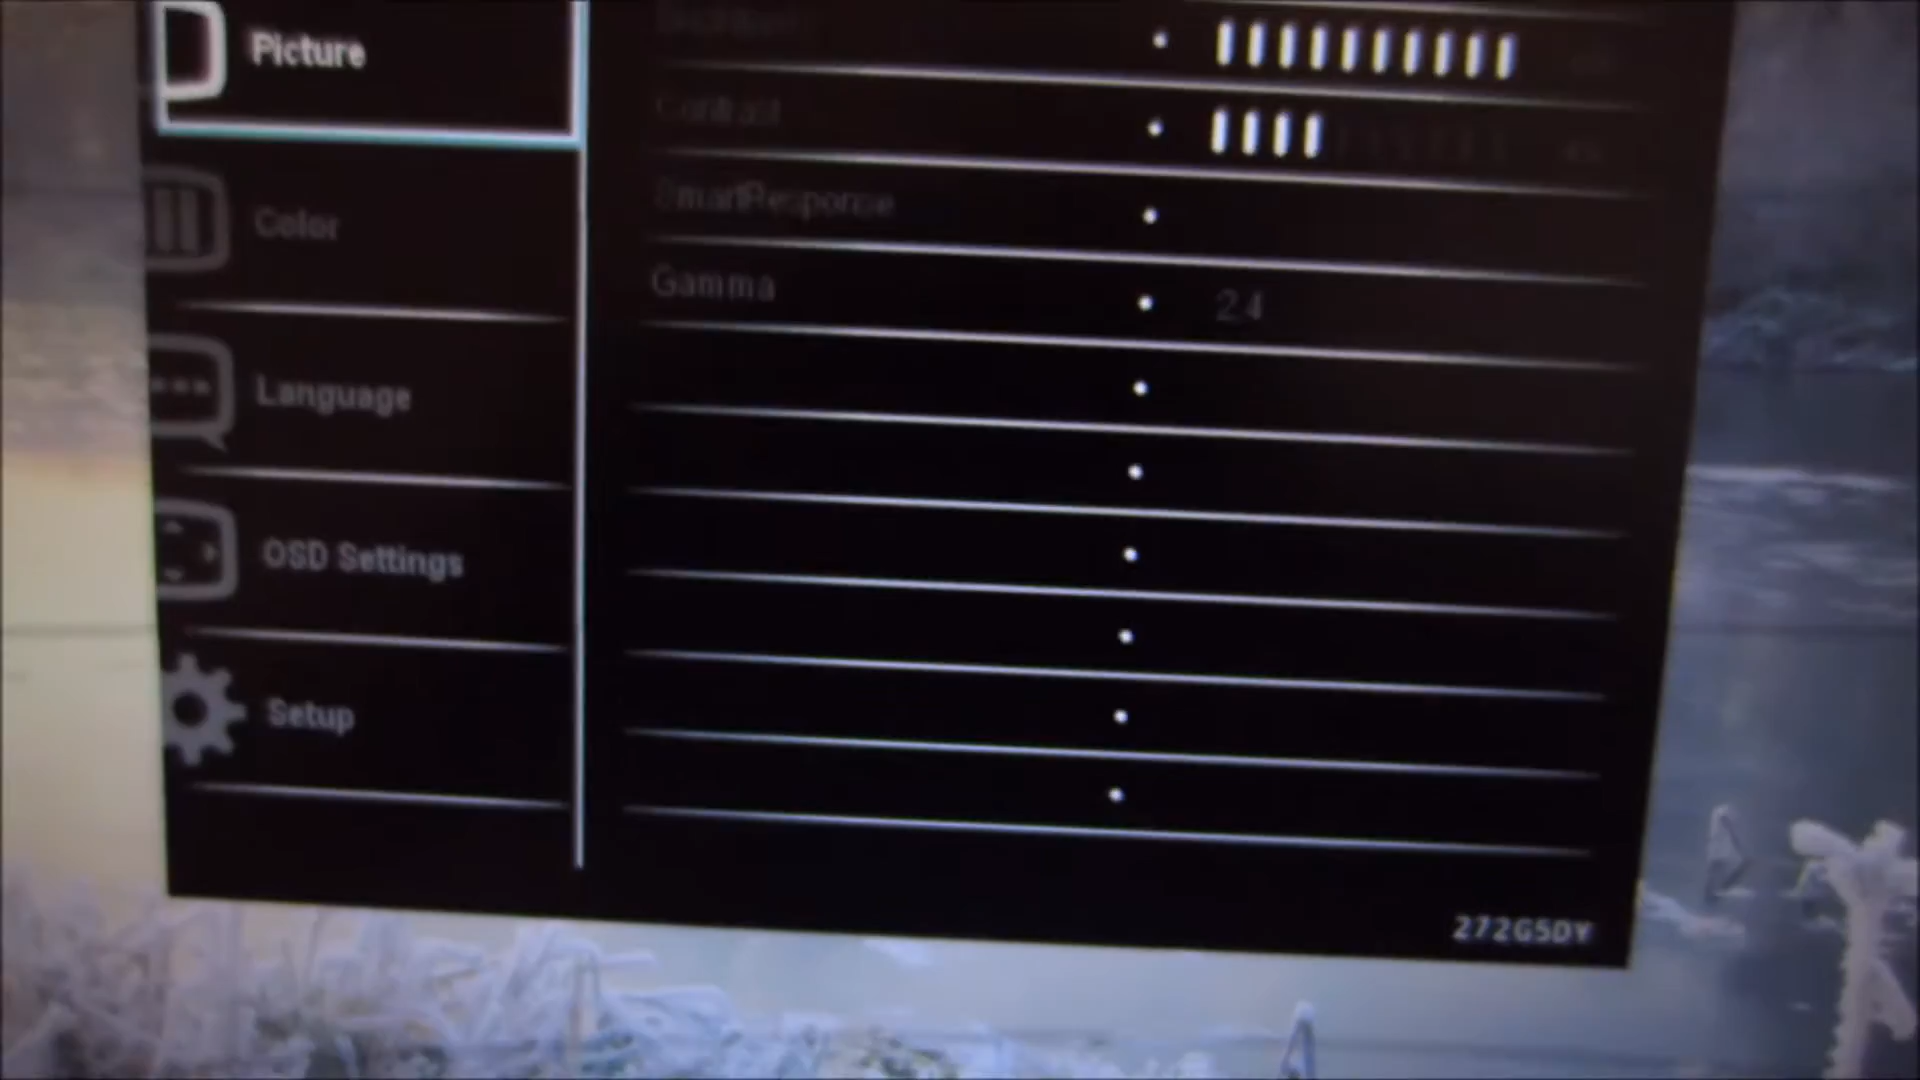 Picture
Color
Language
OSD Settings
Setup
Contrast
SmartResponse
Gamma 2.4
272G5DY